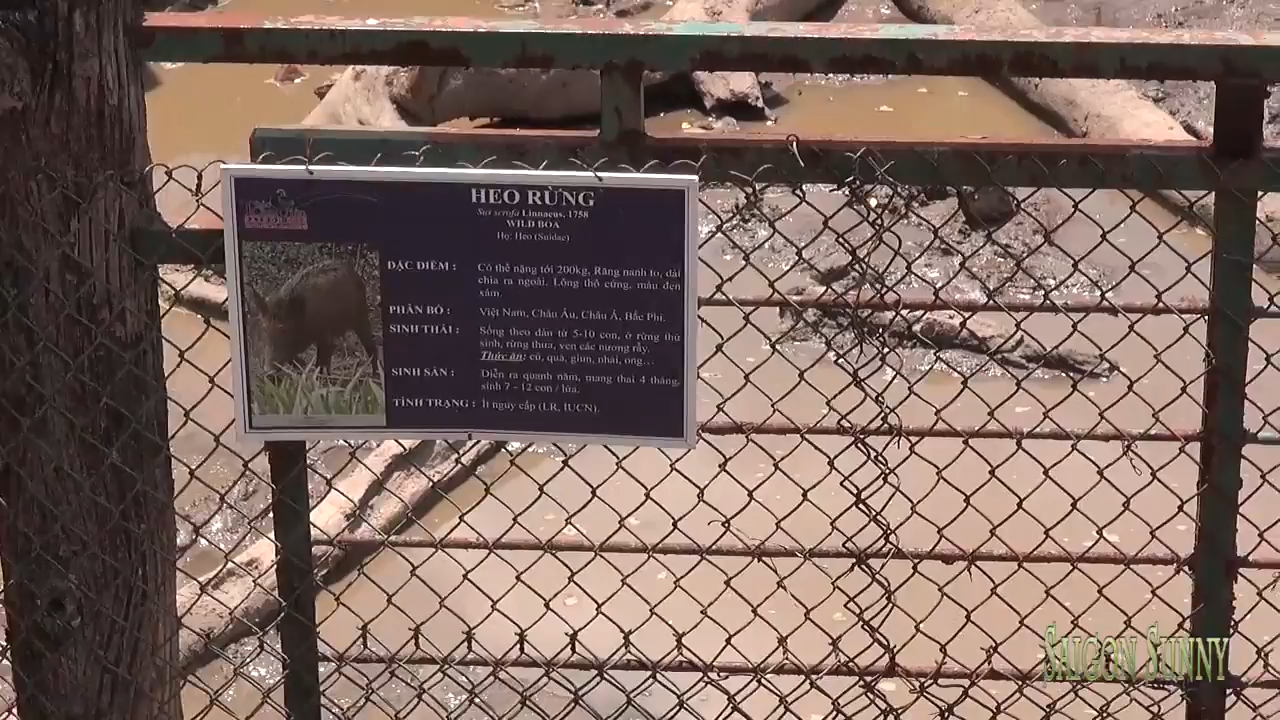 HEO RỪNG
Sus scrofa Linnaeus, 1758
WILD BOA
Họ: Heo (Suidae)
ĐẶC ĐIỂM : Có thể nặng tới 200kg, Răng nanh to, dài
chìa ra ngoài. Lông thô cứng, màu đen
xám.
PHÂN BỐ : Việt Nam, Châu Âu, Châu Á, Bắc Phi.
SINH THÁI : Sống theo đàn từ 5-10 con, ở rừng thứ
sinh, rừng thưa, ven các nương rẫy.
Thức ăn: củ, quả, giun, nhái, ong...
SINH SẢN : Diễn ra quanh năm, mang thai 4 tháng,
sinh 7 - 12 con / lứa.
TÌNH TRẠNG : Ít nguy cấp (LR, IUCN).
SAIGON SUNNY